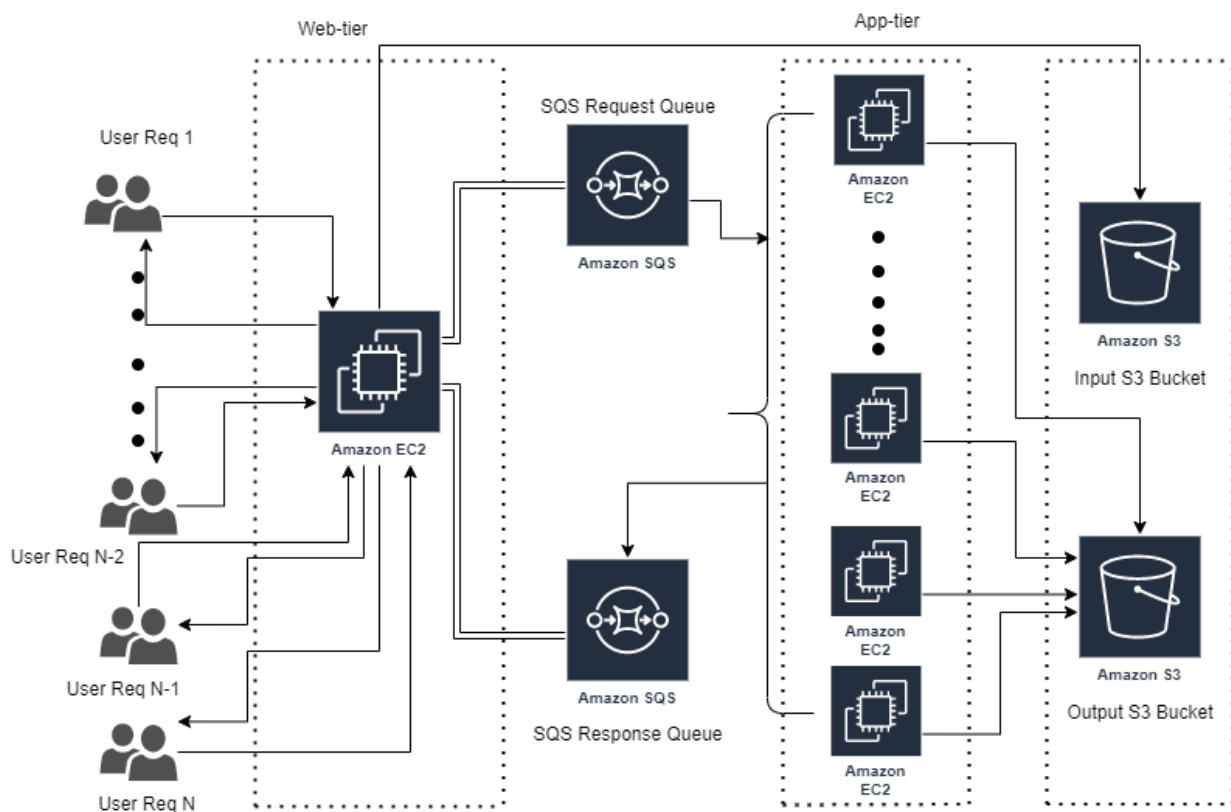 Web-tier
App-tier
SQS Request Queue
User Req 1
Amazon
EC2
Amazon SQS
Amazon S3
Input S3 Bucket
Amazon EC2
Amazon
EC2
User Req N-2
Amazon
EC2
User Req N-1
Amazon SQS
SQS Response Queue
Amazon S3
Output S3 Bucket
Amazon
EC2
User Req N